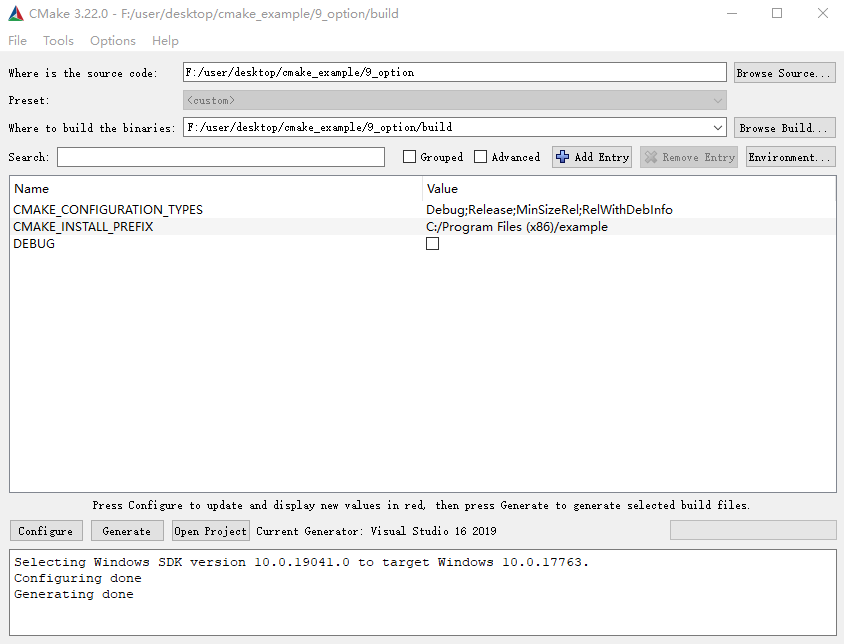 CMake 3.22.0 - F:/user/desktop/cmake_example/9_option/build
File Tools Options Help
Where is the source code: F:/user/desktop/cmake_example/9_option Browse Source...
Preset: <custom>
Where to build the binaries: F:/user/desktop/cmake_example/9_option/build Browse Build...
Search: Grouped Advanced Add Entry Remove Entry Environment...
Name Value
CMAKE_CONFIGURATION_TYPES Debug;Release;MinSizeRel;RelWithDebInfo
CMAKE_INSTALL_PREFIX C:/Program Files (x86)/example
DEBUG
Press Configure to update and display new values in red, then press Generate to generate selected build files.
Configure Generate Open Project Current Generator: Visual Studio 16 2019
Selecting Windows SDK version 10.0.19041.0 to target Windows 10.0.17763.
Configuring done
Generating done